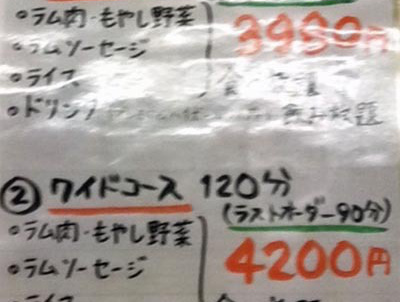 。ラム肉・もやし野菜
3980円
。ラムソーセージ
。ライス
食 放題
。ドリンク
飲み放題
② ワイドコース 120分
(ラストオーダー90分)
。ラム肉・もやし野菜
4200円
。ラムソーセージ